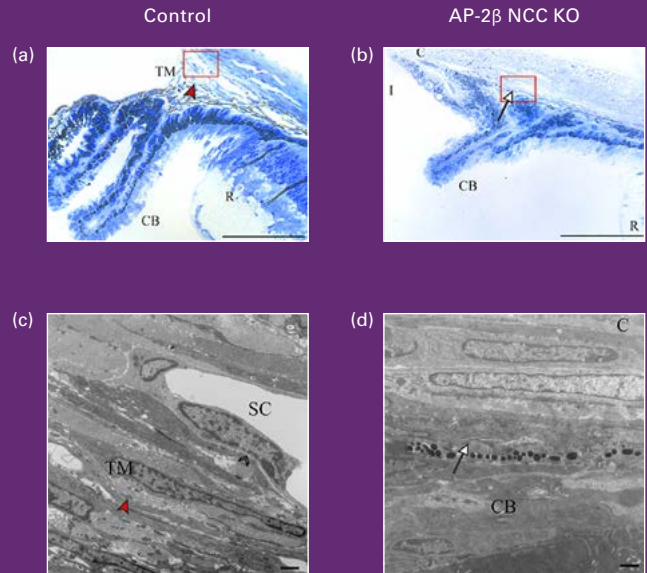 Control
AP-2β NCC KO
(a)
TM
CB
R
(b)
C
I
CB
R
(c)
SC
TM
(d)
C
CB